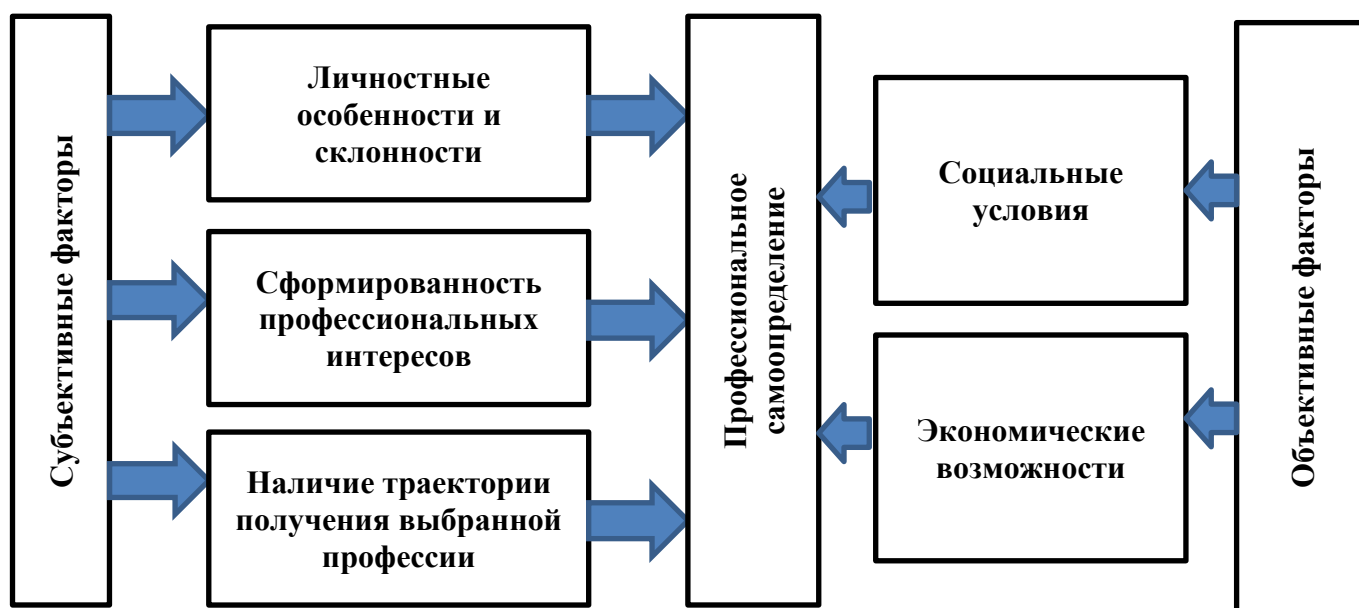 Субъективные факторы
Личностные
особенности и
склонности
Сформированность
профессиональных
интересов
Наличие траектории
получения выбранной
профессии
Профессиональное
самоопределение
Социальные
условия
Экономические
возможности
Объективные факторы